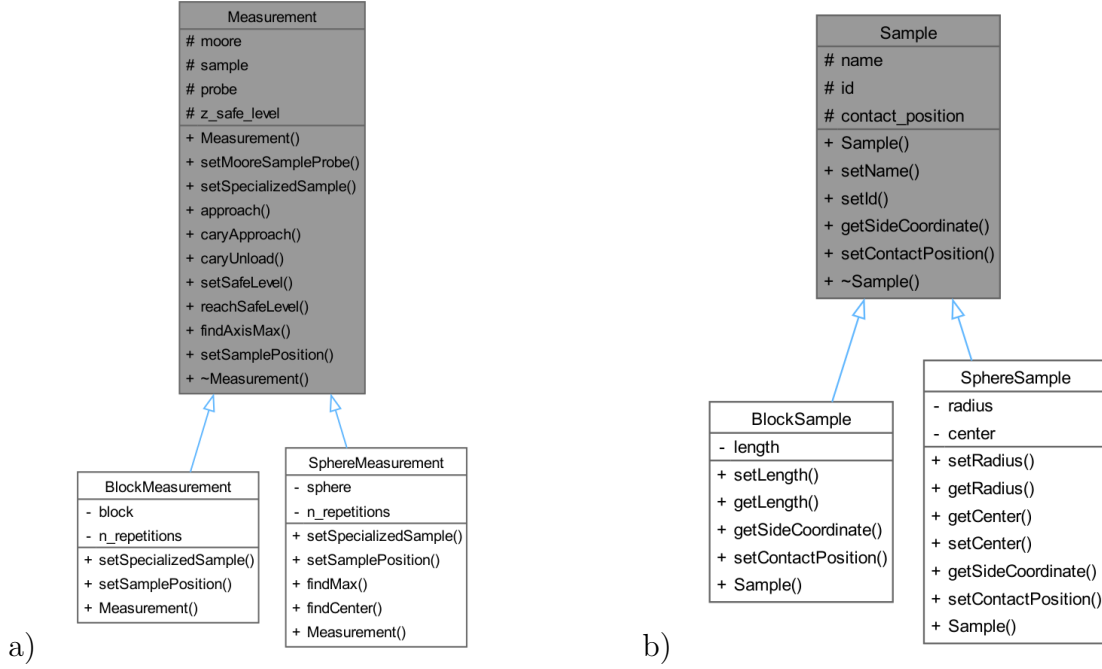 Measurement
# moore
# sample
# probe
# z_safe_level
+ Measurement()
+ setMooreSampleProbe()
+ setSpecializedSample()
+ approach()
+ caryApproach()
+ caryUnload()
+ setSafeLevel()
+ reachSafeLevel()
+ findAxisMax()
+ setSamplePosition()
+ ~Measurement()
BlockMeasurement
- block
- n_repetitions
+ setSpecializedSample()
+ setSamplePosition()
+ Measurement()
SphereMeasurement
- sphere
- n_repetitions
+ setSpecializedSample()
+ setSamplePosition()
+ findMax()
+ findCenter()
+ Measurement()
a)
Sample
# name
# id
# contact_position
+ Sample()
+ setName()
+ setId()
+ getSideCoordinate()
+ setContactPosition()
+ ~Sample()
BlockSample
- length
+ setLength()
+ getLength()
+ getSideCoordinate()
+ setContactPosition()
+ Sample()
SphereSample
- radius
- center
+ setRadius()
+ getRadius()
+ getCenter()
+ setCenter()
+ getSideCoordinate()
+ setContactPosition()
+ Sample()
b)